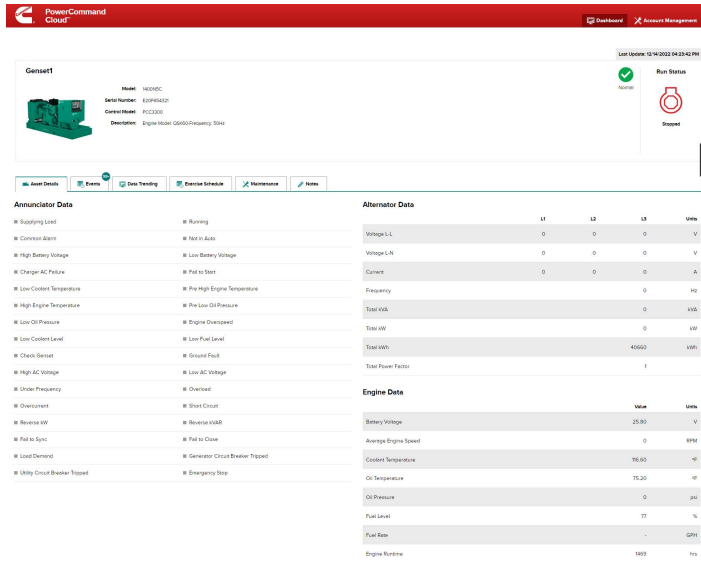 PowerCommand
Cloud™
Dashboard
Account Management
Last Update: 12/14/2022 04:23:42 PM
Genset1
Model: 1400N5C
Serial Number: E20P654321
Control Model: PCC3300
Description: Engine Model: QSK50-Frequency: 50Hz
Normal
Run Status
Stopped
Asset Details
Events
99+
Data Trending
Exercise Schedule
Maintenance
Notes
Annunciator Data
Supplying Load
Running
Common Alarm
Not in Auto
High Battery Voltage
Low Battery Voltage
Charger AC Failure
Fail to Start
Low Coolant Temperature
Pre High Engine Temperature
High Engine Temperature
Pre Low Oil Pressure
Low Oil Pressure
Engine Overspeed
Low Coolant Level
Low Fuel Level
Check Genset
Ground Fault
High AC Voltage
Low AC Voltage
Under Frequency
Overload
Overcurrent
Short Circuit
Reverse kW
Reverse kVAR
Fail to Sync
Fail to Close
Load Demand
Generator Circuit Breaker Tripped
Utility Circuit Breaker Tripped
Emergency Stop
Alternator Data
L1 L2 L3 Units
Voltage L-L 0 0 0 V
Voltage L-N 0 0 0 V
Current 0 0 0 A
Frequency 0 Hz
Total kVA 0 kVA
Total kW 0 kW
Total kWh 40660 kWh
Total Power Factor 1
Engine Data
Value Units
Battery Voltage 25.80 V
Average Engine Speed 0 RPM
Coolant Temperature 116.60 °F
Oil Temperature 75.20 °F
Oil Pressure 0 psi
Fuel Level 77 %
Fuel Rate - GPH
Engine Runtime 1469 hrs